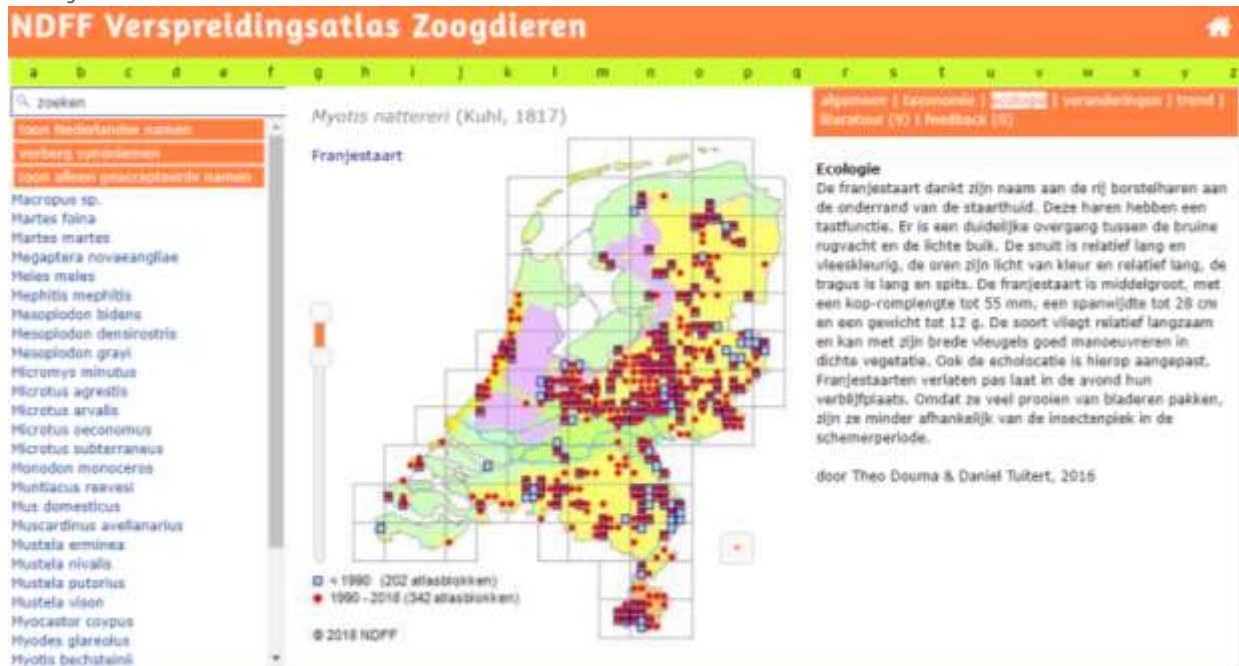 NDFF Verspreidingsatlas Zoogdieren
a b c d e f g h i j k l m n o p q r s t u v w x y z
zoeken
toon Nederlandse namen
verberg synoniemen
toon alleen geaccepteerde namen
Macropus sp.
Martes foina
Martes martes
Megaptera novaeangliae
Meles meles
Mephitis mephitis
Mesoplodon bidens
Mesoplodon densirostris
Mesoplodon grayi
Micromys minutus
Microtus agrestis
Microtus arvalis
Microtus oeconomus
Microtus subterraneus
Monodon monoceros
Muntiacus reevesi
Mus domesticus
Muscardinus avellanarius
Mustela erminea
Mustela nivalis
Mustela putorius
Mustela vison
Myocastor coypus
Myodes glareolus
Myotis bechsteinii
Myotis nattereri (Kuhl, 1817)
Franjestaart
< 1990 (202 atlasblokken)
1990 - 2018 (342 atlasblokken)
© 2018 NDFF
algemeen | taxonomie | ecologie | veranderingen | trend |
literatuur (9) | feedback (0)
Ecologie
De franjestaart dankt zijn naam aan de rij borstelharen aan
de onderrand van de staarthuid. Deze haren hebben een
tastfunctie. Er is een duidelijke overgang tussen de bruine
rugvacht en de lichte buik. De snuit is relatief lang en
vleeskleurig, de oren zijn licht van kleur en relatief lang, de
tragus is lang en spits. De franjestaart is middelgroot, met
een kop-romplengte tot 55 mm, een spanwijdte tot 28 cm
en een gewicht tot 12 g. De soort vliegt relatief langzaam
en kan met zijn brede vleugels goed manoeuvreren in
dichte vegetatie. Ook de echolocatie is hierop aangepast.
Franjestaarten verlaten pas laat in de avond hun
verblijfplaats. Omdat ze veel prooien van bladeren pakken,
zijn ze minder afhankelijk van de insectenpiek in de
schemerperiode.
door Theo Douma & Daniel Tuitert, 2016